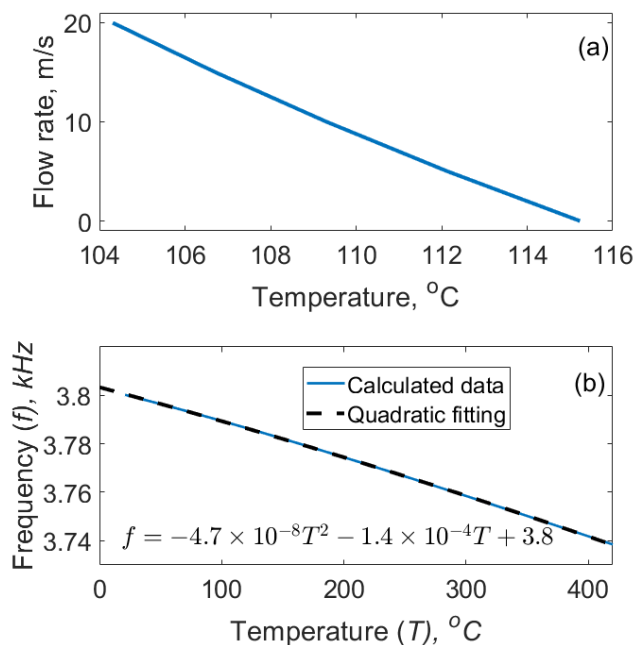 20
10
0
Flow rate, m/s
(a)
104 106 108 110 112 114 116
Temperature, °C
3.8
3.78
3.76
3.74
Frequency (f), kHz
(b)
Calculated data
Quadratic fitting
f = −4.7 × 10⁻⁸T² − 1.4 × 10⁻⁴T + 3.8
0 100 200 300 400
Temperature (T), °C